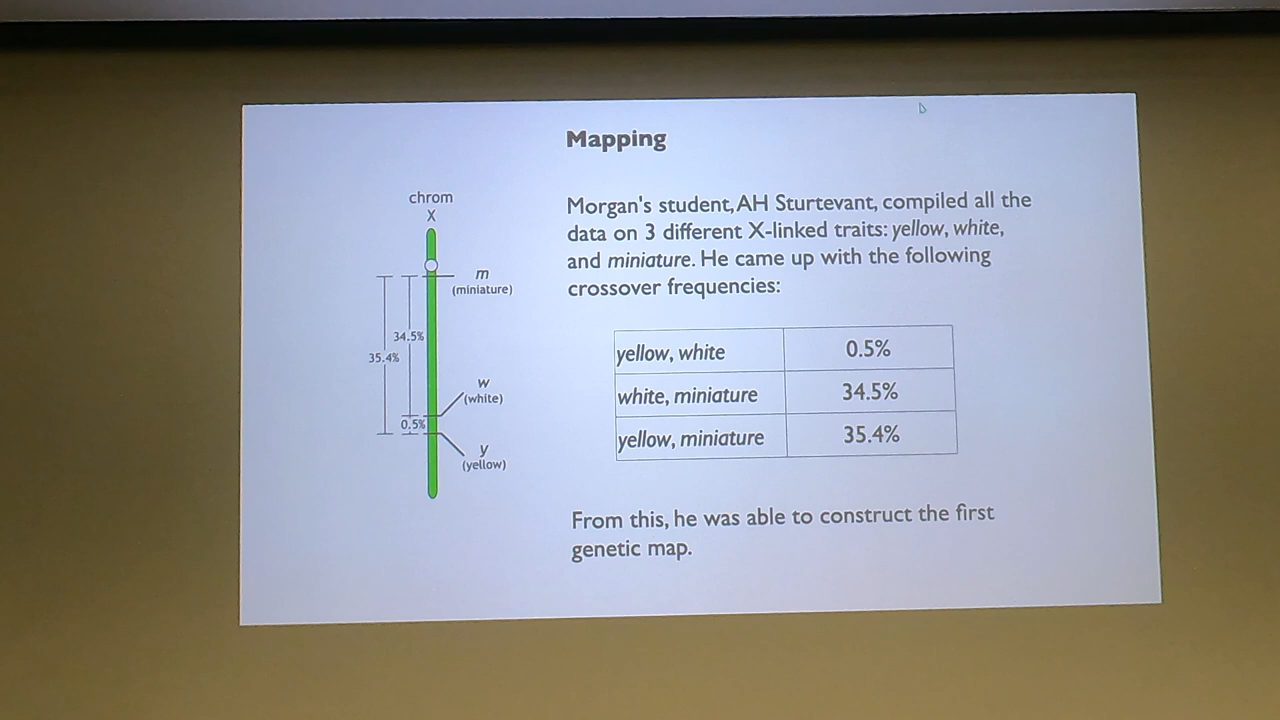 Mapping
chrom
X
m
(miniature)
34.5%
35.4%
w
(white)
0.5%
y
(yellow)
Morgan's student, AH Sturtevant, compiled all the
data on 3 different X-linked traits: yellow, white,
and miniature. He came up with the following
crossover frequencies:
yellow, white 0.5%
white, miniature 34.5%
yellow, miniature 35.4%
From this, he was able to construct the first
genetic map.